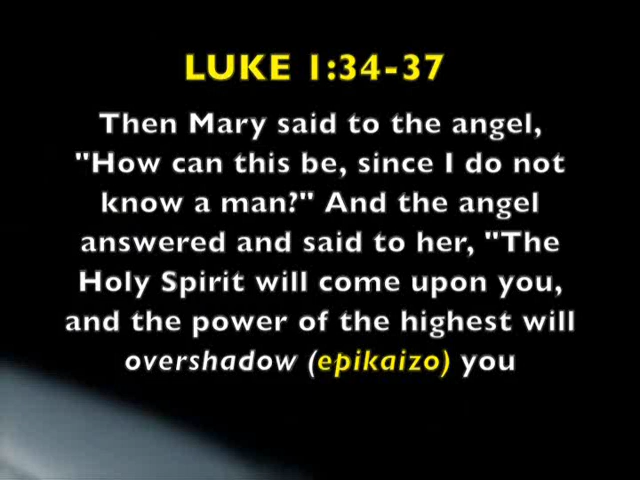 LUKE 1:34-37
Then Mary said to the angel,
"How can this be, since I do not
know a man?" And the angel
answered and said to her, "The
Holy Spirit will come upon you,
and the power of the highest will
overshadow (epikaizo) you